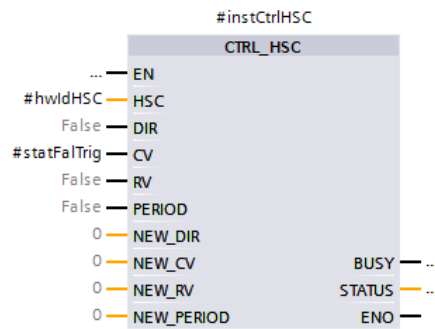 #instCtrlHSC
CTRL_HSC
... EN
#hwIdHSC HSC
False DIR
#statFalTrig CV
False RV
False PERIOD
0 NEW_DIR
0 NEW_CV BUSY ..
0 NEW_RV STATUS ..
0 NEW_PERIOD ENO